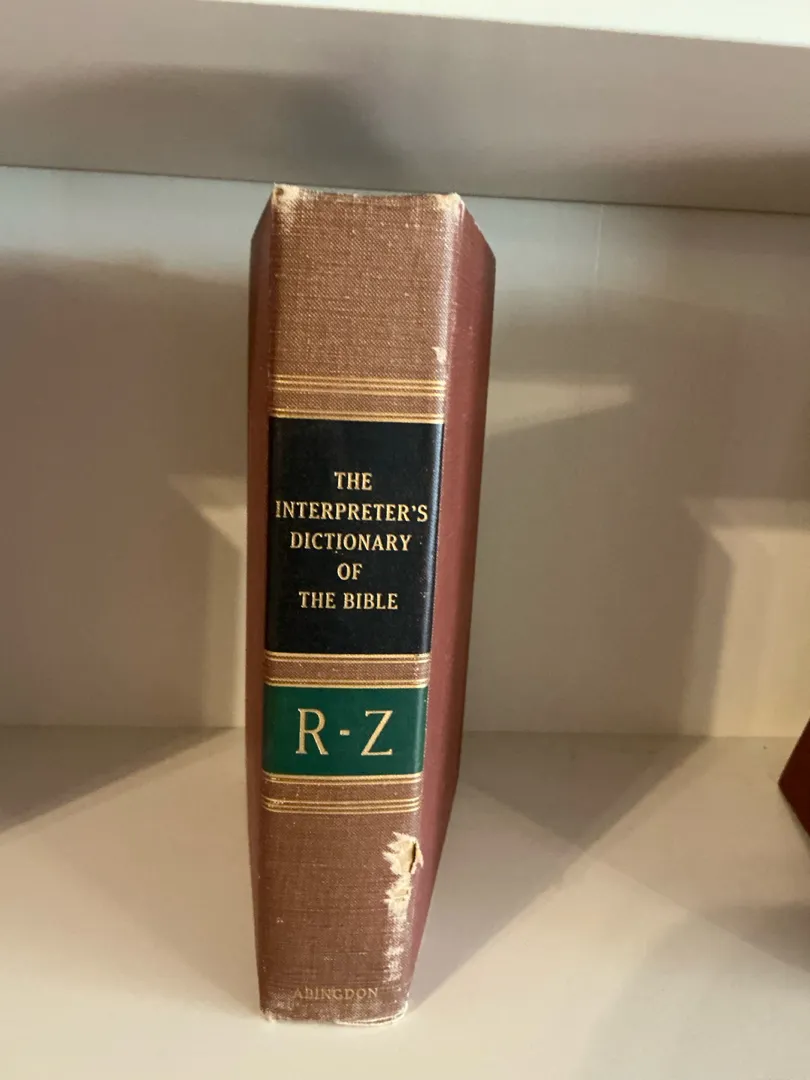 THE
INTERPRETER'S
DICTIONARY
OF
THE BIBLE
R-Z
ABINGDON